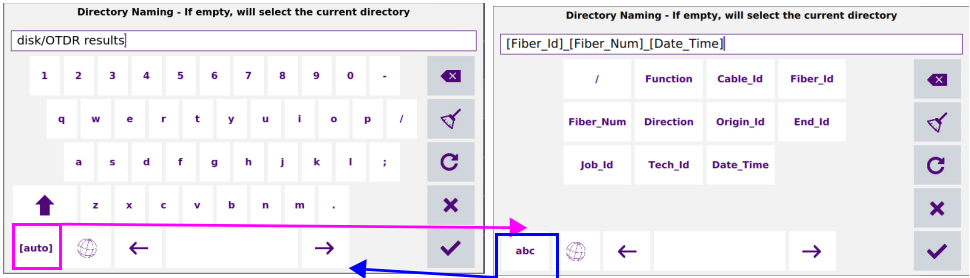 Directory Naming - If empty, will select the current directory
disk/OTDR results
1 2 3 4 5 6 7 8 9 0 -
q w e r t y u i o p /
a s d f g h j k l ;
z x c v b n m .
[auto]
Directory Naming - If empty, will select the current directory
[Fiber_Id]_[Fiber_Num]_[Date_Time]
/ Function Cable_Id Fiber_Id
Fiber_Num Direction Origin_Id End_Id
Job_Id Tech_Id Date_Time
abc